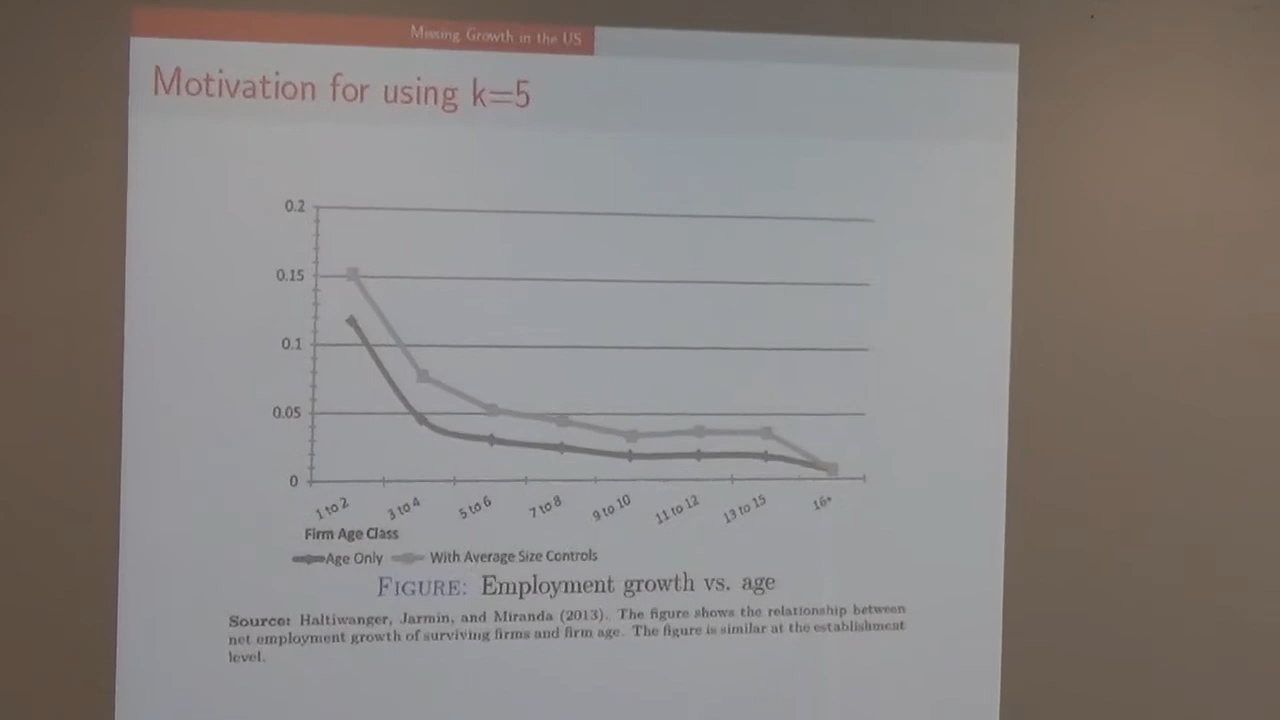 Missing Growth in the US
Motivation for using k=5
0.2
0.15
0.1
0.05
0
1 to 2
3 to 4
5 to 6
7 to 8
9 to 10
11 to 12
13 to 15
16+
Firm Age Class
Age Only
With Average Size Controls
FIGURE: Employment growth vs. age
Source: Haltiwanger, Jarmin, and Miranda (2013). The figure shows the relationship between
net employment growth of surviving firms and firm age. The figure is similar at the establishment
level.